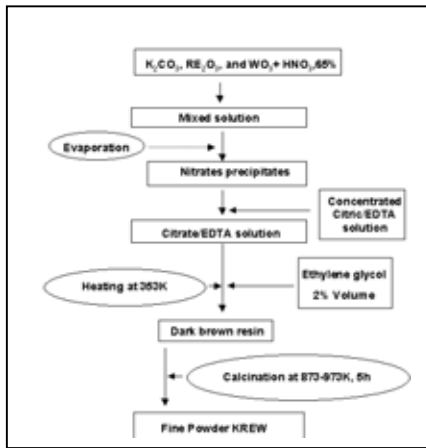 K₂CO₃, RE₂O₃, and WO₃+ HNO₃,65%
Mixed solution
Evaporation
Nitrates precipitates
Concentrated
Citric/EDTA
solution
Citrate/EDTA solution
Heating at 353K
Ethylene glycol
2% Volume
Dark brown resin
Calcination at 873-973K, 5h
Fine Powder KREW